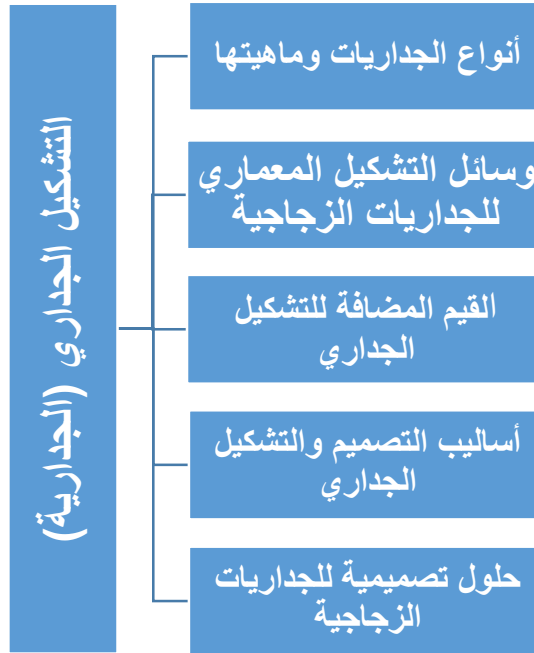 التشكيل الجداري (الجدارية)
أنواع الجداريات وماهيتها
وسائل التشكيل المعماري
للجداريات الزجاجية
القيم المضافة للتشكيل
الجداري
أساليب التصميم والتشكيل
الجداري
حلول تصميمية للجداريات
الزجاجية